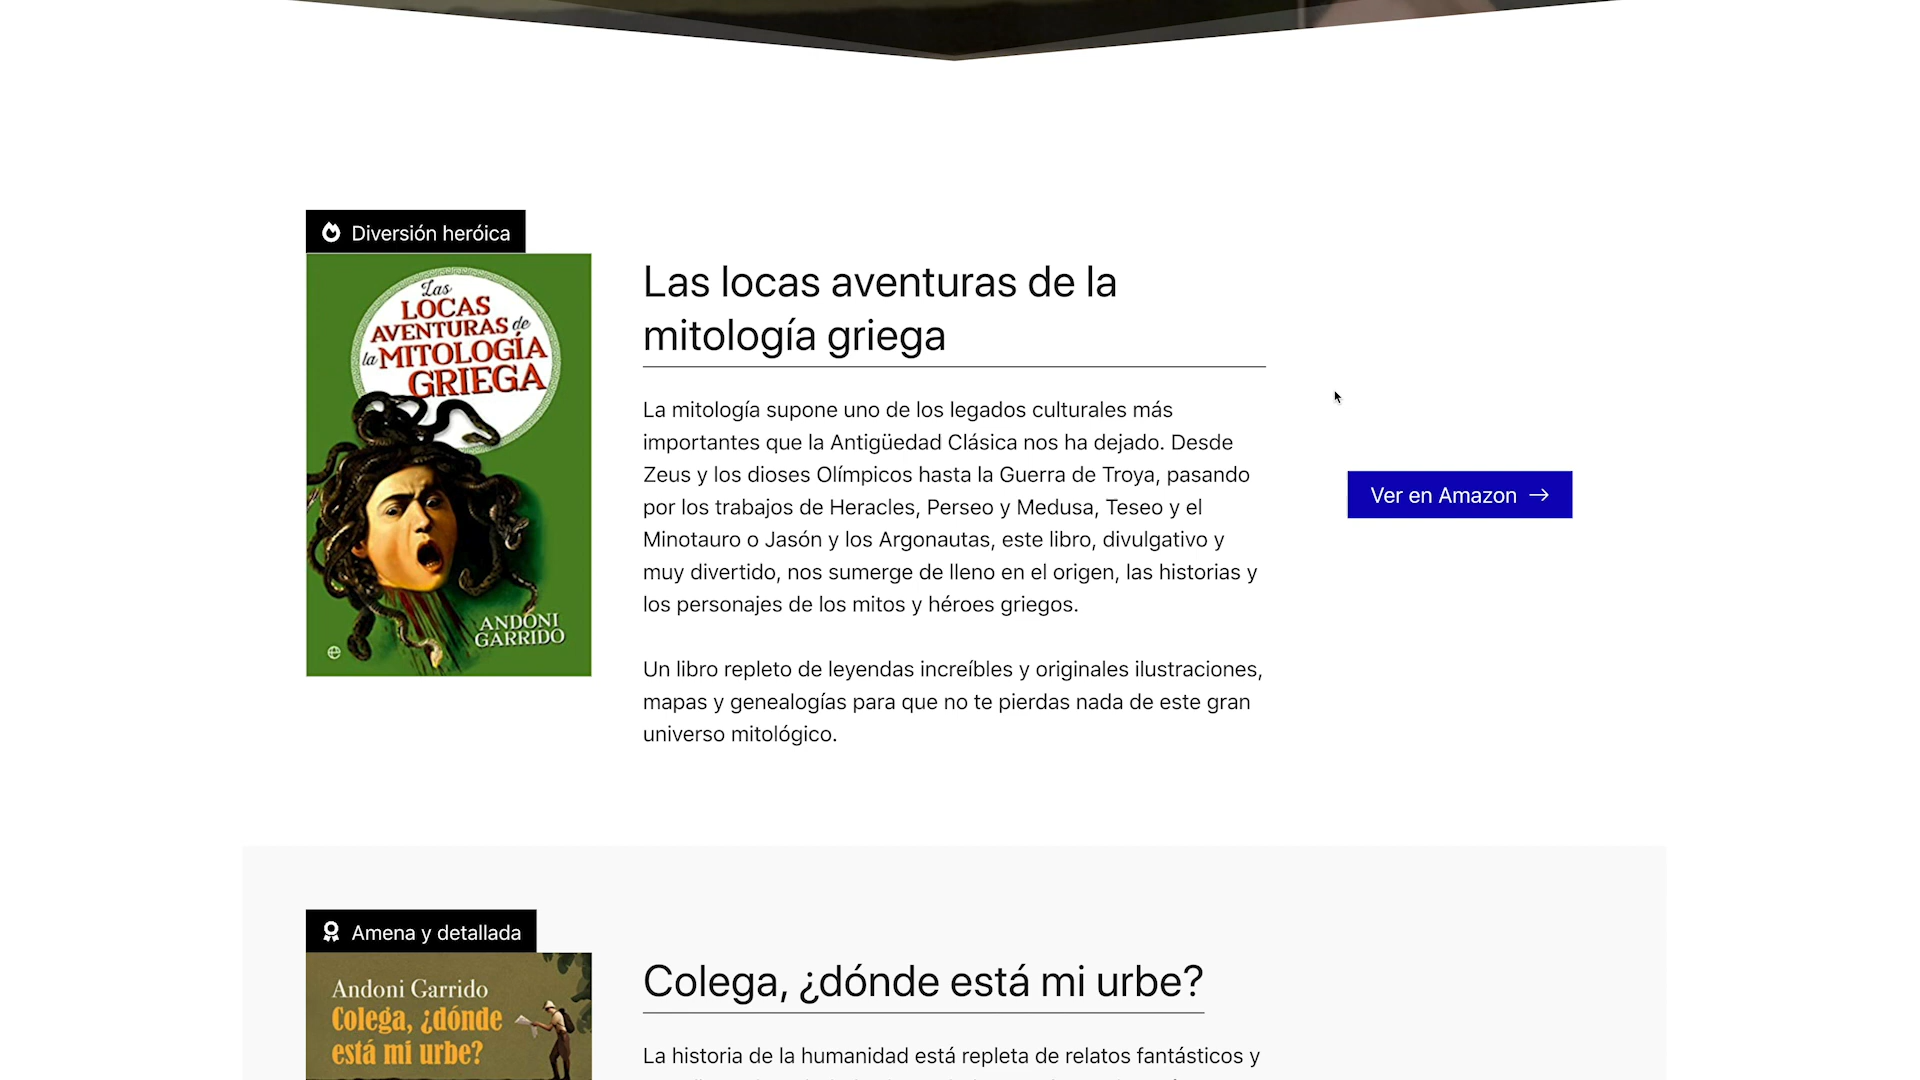 Diversión heróica
Las
LOCAS
AVENTURAS de
la MITOLOGÍA
GRIEGA
ANDONI
GARRIDO
Las locas aventuras de la
mitología griega
La mitología supone uno de los legados culturales más
importantes que la Antigüedad Clásica nos ha dejado. Desde
Zeus y los dioses Olímpicos hasta la Guerra de Troya, pasando
por los trabajos de Heracles, Perseo y Medusa, Teseo y el
Minotauro o Jasón y los Argonautas, este libro, divulgativo y
muy divertido, nos sumerge de lleno en el origen, las historias y
los personajes de los mitos y héroes griegos.
Un libro repleto de leyendas increíbles y originales ilustraciones,
mapas y genealogías para que no te pierdas nada de este gran
universo mitológico.
Ver en Amazon →
Amena y detallada
Andoni Garrido
Colega, ¿dónde
está mi urbe?
Colega, ¿dónde está mi urbe?
La historia de la humanidad está repleta de relatos fantásticos y